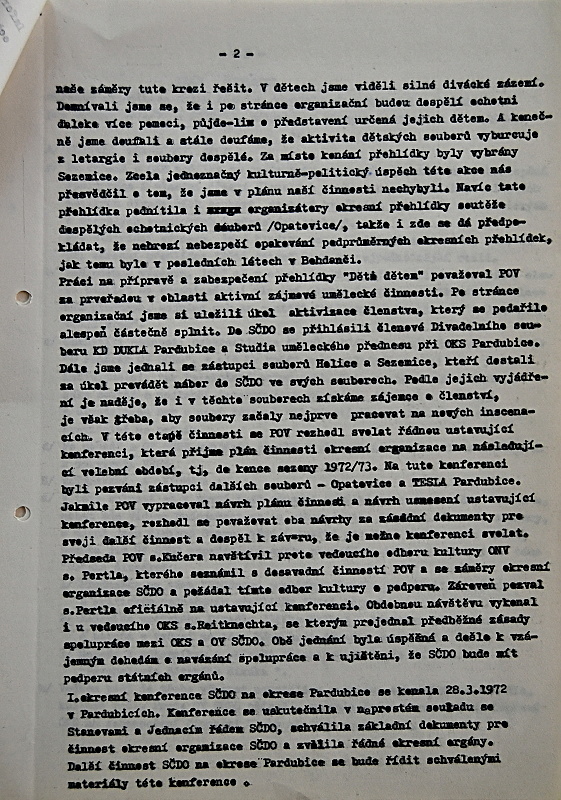 - 2 -
naše záměry tuto krozi řešit. V dětech jsme viděli silné divácké zázemí.
Domnívali jsme se, že i po stránce organizační budou dospělí ochotni
daleko více pomoci, půjde-li o představení určená jejich dětem. A koneč-
ně jsme doufali a stále doufáme, že aktivita dětských souborů vyburcuje
z letargie i soubory dospělé. Za místo konání přehlídky byly vybrány
Sezemice. Zcela jednoznačný kulturně-politický úspěch této akce nás
přesvědčil o tom, že jsme v plánu naší činnosti nechybili. Navíc tato
přehlídka podnítila i organizátory okresní přehlídky soutěže
dospělých ochotnických souborů /Opatovice/, takže i zde se dá předpo-
kládat, že nehrozí nebezpečí opakování podprůměrných okresních přehlídek,
jak tomu bylo v posledních létech v Bohdanči.
Práci na přípravě a zabezpečení přehlídky "Děti dětem" považoval POV
za prvořadou v oblasti aktivní zájmové umělecké činnosti. Po stránce
organizační jsme si uložili úkol aktivizace členstva, který se podařilo
alespoň částečně splnit. Do SČDO se přihlásili členové Divadelního sou-
boru KD DUKLA Pardubice a Studia uměleckého přednesu při OKS Pardubice.
Dále jsme jednali se zástupci souborů Holice a Sezemice, kteří dostali
za úkol provádět nábor do SČDO ve svých souborech. Podle jejich vyjádře-
ní je naděje, že i v těchto souborech získáme zájemce o členství,
je však třeba, aby soubory začaly nejprve pracovat na nových inscena-
cích. V této etapě činnosti se POV rozhodl svolat řádnou ustavující
konferenci, která přijme plán činnosti okresní organizace na následují-
cí volební období, tj. do konce sezony 1972/73. Na tuto konferenci
byli pozváni zástupci dalších souborů - Opatovice a TESLA Pardubice.
Jakmile POV vypracoval návrh plánu činnosti a návrh usnesení ustavující
konference, rozhodl se považovat oba návrhy za zásadní dokumenty pro
svoji další činnost a dospěl k závěru, že je možno konferenci svolat.
Předseda POV s.Kučera navštívil proto vedoucího odboru kultury ONV
s. Pertla, kterého seznámil s dosavadní činností POV a se záměry okresní
organizace SČDO a požádal tímto odbor kultury o podporu. Zároveň pozval
s.Pertla oficiálně na ustavující konferenci. Obdobnou návštěvu vykonal
i u vedoucího OKS s.Reitknechta, se kterým projednal předběžné zásady
spolupráce mezi OKS a OV SČDO. Obě jednání byla úspěšná a došlo k vzá-
jemným dohodám o navázání spolupráce a k ujištění, že SČDO bude mít
podporu státních orgánů.
I.okresní konference SČDO na okrese Pardubice se konala 28.3.1972
v Pardubicích. Konference se uskutečnila v naprostém souladu se
Stanovami a Jednacím řádem SČDO, schválila základní dokumenty pro
činnost okresní organizace SČDO a zvolila řádné okresní orgány.
Další činnost SČDO na okrese Pardubice se bude řídit schválenými
materiály této konference .